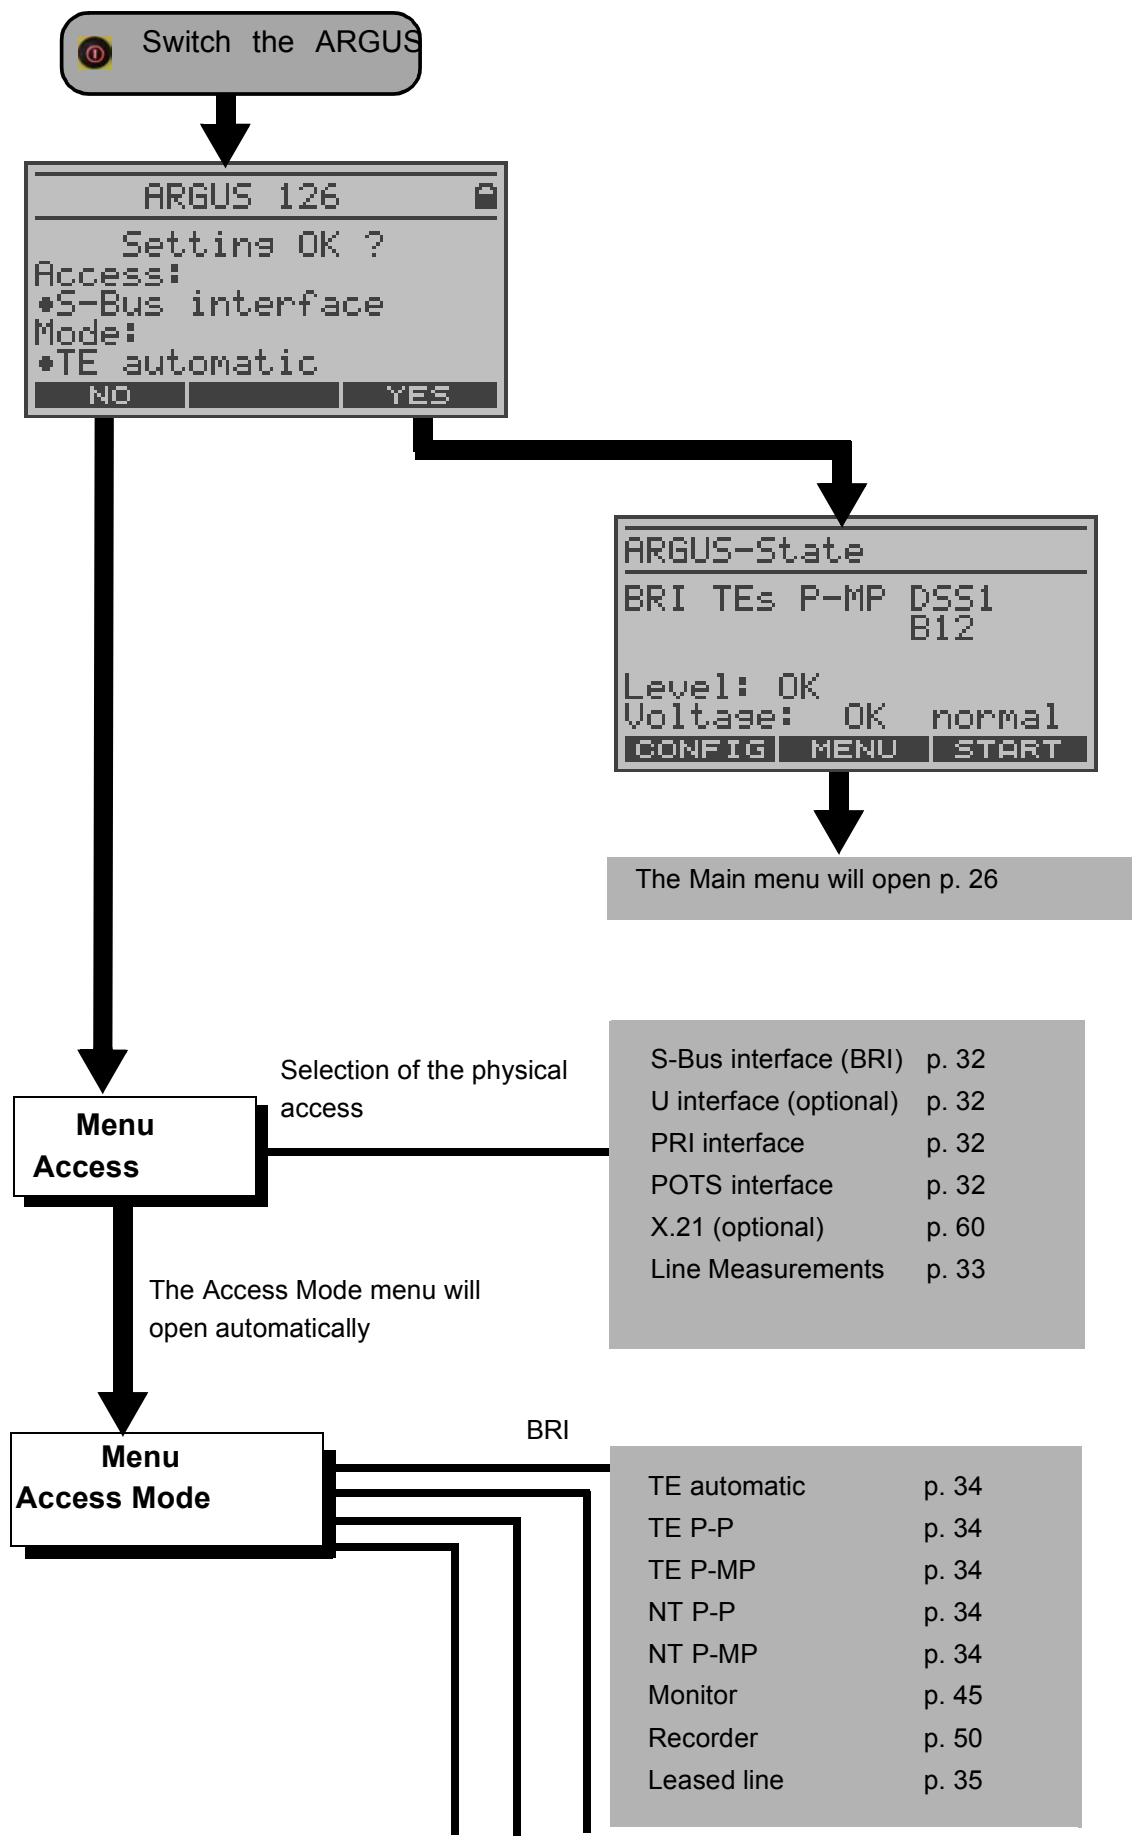 Switch the ARGUS
ARGUS 126
Setting OK ?
Access:
•S-Bus interface
Mode:
•TE automatic
NO YES
ARGUS-State
BRI TEs P-MP DSS1
B12
Level: OK
Voltage: OK normal
CONFIG MENU START
The Main menu will open p. 26
Menu
Access
Selection of the physical
access
S-Bus interface (BRI) p. 32
U interface (optional) p. 32
PRI interface p. 32
POTS interface p. 32
X.21 (optional) p. 60
Line Measurements p. 33
The Access Mode menu will
open automatically
Menu
Access Mode
BRI
TE automatic p. 34
TE P-P p. 34
TE P-MP p. 34
NT P-P p. 34
NT P-MP p. 34
Monitor p. 45
Recorder p. 50
Leased line p. 35